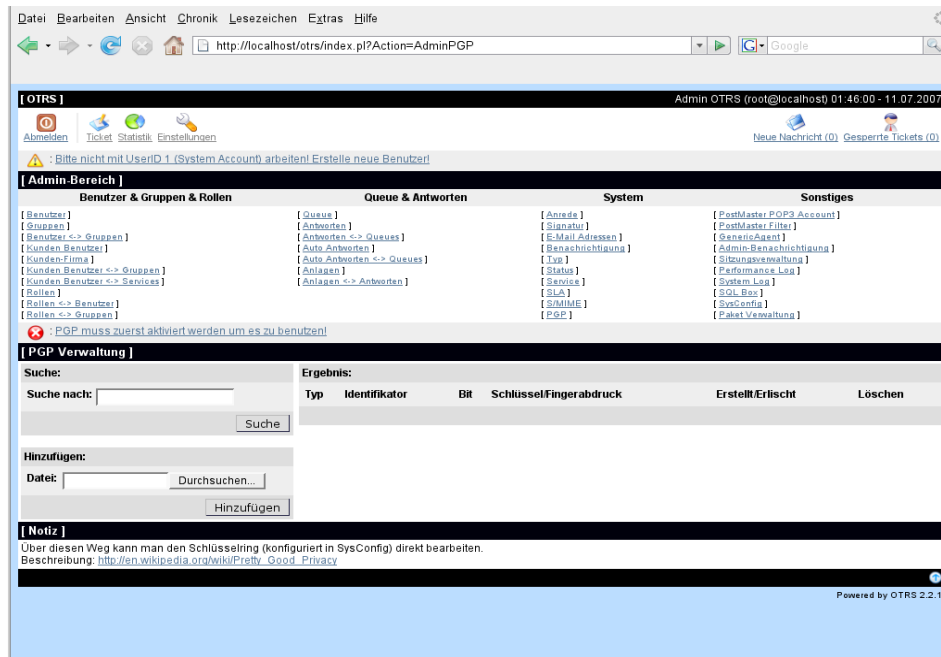 Datei Bearbeiten Ansicht Chronik Lesezeichen Extras Hilfe
http://localhost/otrs/index.pl?Action=AdminPGP
G Google
[ OTRS ] Admin OTRS (root@localhost) 01:46:00 - 11.07.2007
Abmelden Ticket Statistik Einstellungen Neue Nachricht (0) Gesperrte Tickets (0)
: Bitte nicht mit UserID 1 (System Account) arbeiten! Erstelle neue Benutzer!
[ Admin-Bereich ]
Benutzer & Gruppen & Rollen Queue & Antworten System Sonstiges
[ Benutzer ] [ Queue ] [ Anrede ] [ PostMaster POP3 Account ]
[ Gruppen ] [ Antworten ] [ Signatur ] [ PostMaster Filter ]
[ Benutzer <-> Gruppen ] [ Antworten <-> Queues ] [ E-Mail Adressen ] [ GenericAgent ]
[ Kunden Benutzer ] [ Auto Antworten ] [ Benachrichtigung ] [ Admin-Benachrichtigung ]
[ Kunden-Firma ] [ Auto Antworten <-> Queues ] [ Typ ] [ Sitzungsverwaltung ]
[ Kunden Benutzer <-> Gruppen ] [ Anlagen ] [ Status ] [ Performance Log ]
[ Kunden Benutzer <-> Services ] [ Anlagen <-> Antworten ] [ Service ] [ System Log ]
[ Rollen ] [ SLA ] [ SQL Box ]
[ Rollen <-> Benutzer ] [ S/MIME ] [ SysConfig ]
[ Rollen <-> Gruppen ] [ PGP ] [ Paket Verwaltung ]
: PGP muss zuerst aktiviert werden um es zu benutzen!
[ PGP Verwaltung ]
Suche: Ergebnis:
Suche nach: Typ Identifikator Bit Schlüssel/Fingerabdruck Erstellt/Erlischt Löschen
Suche
Hinzufügen:
Datei: Durchsuchen...
Hinzufügen
[ Notiz ]
Über diesen Weg kann man den Schlüsselring (konfiguriert in SysConfig) direkt bearbeiten.
Beschreibung: http://en.wikipedia.org/wiki/Pretty_Good_Privacy
Powered by OTRS 2.2.1